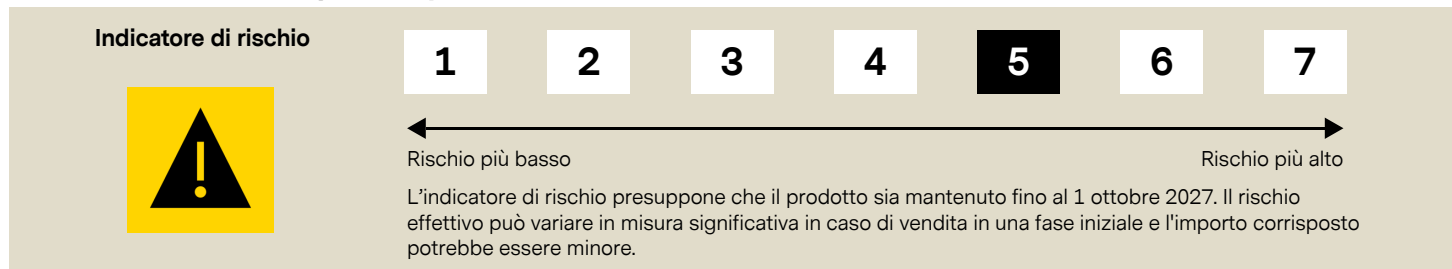 Indicatore di rischio
1 2 3 4 5 6 7
Rischio più basso Rischio più alto
L'indicatore di rischio presuppone che il prodotto sia mantenuto fino al 1 ottobre 2027. Il rischio
effettivo può variare in misura significativa in caso di vendita in una fase iniziale e l'importo corrisposto
potrebbe essere minore.